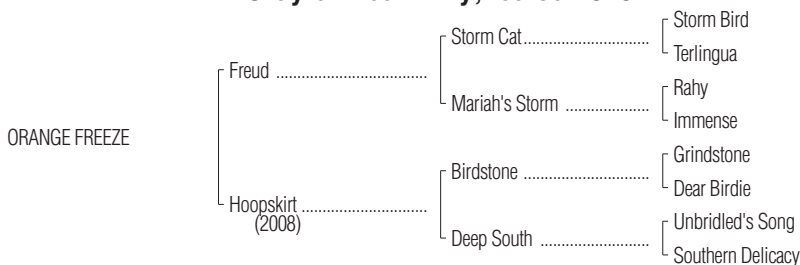 Storm Bird
Storm Cat
Terlingua
Freud
Rahy
Mariah's Storm
Immense
ORANGE FREEZE
Grindstone
Birdstone
Dear Birdie
Hoopskirt
(2008)
Unbridled's Song
Deep South
Southern Delicacy